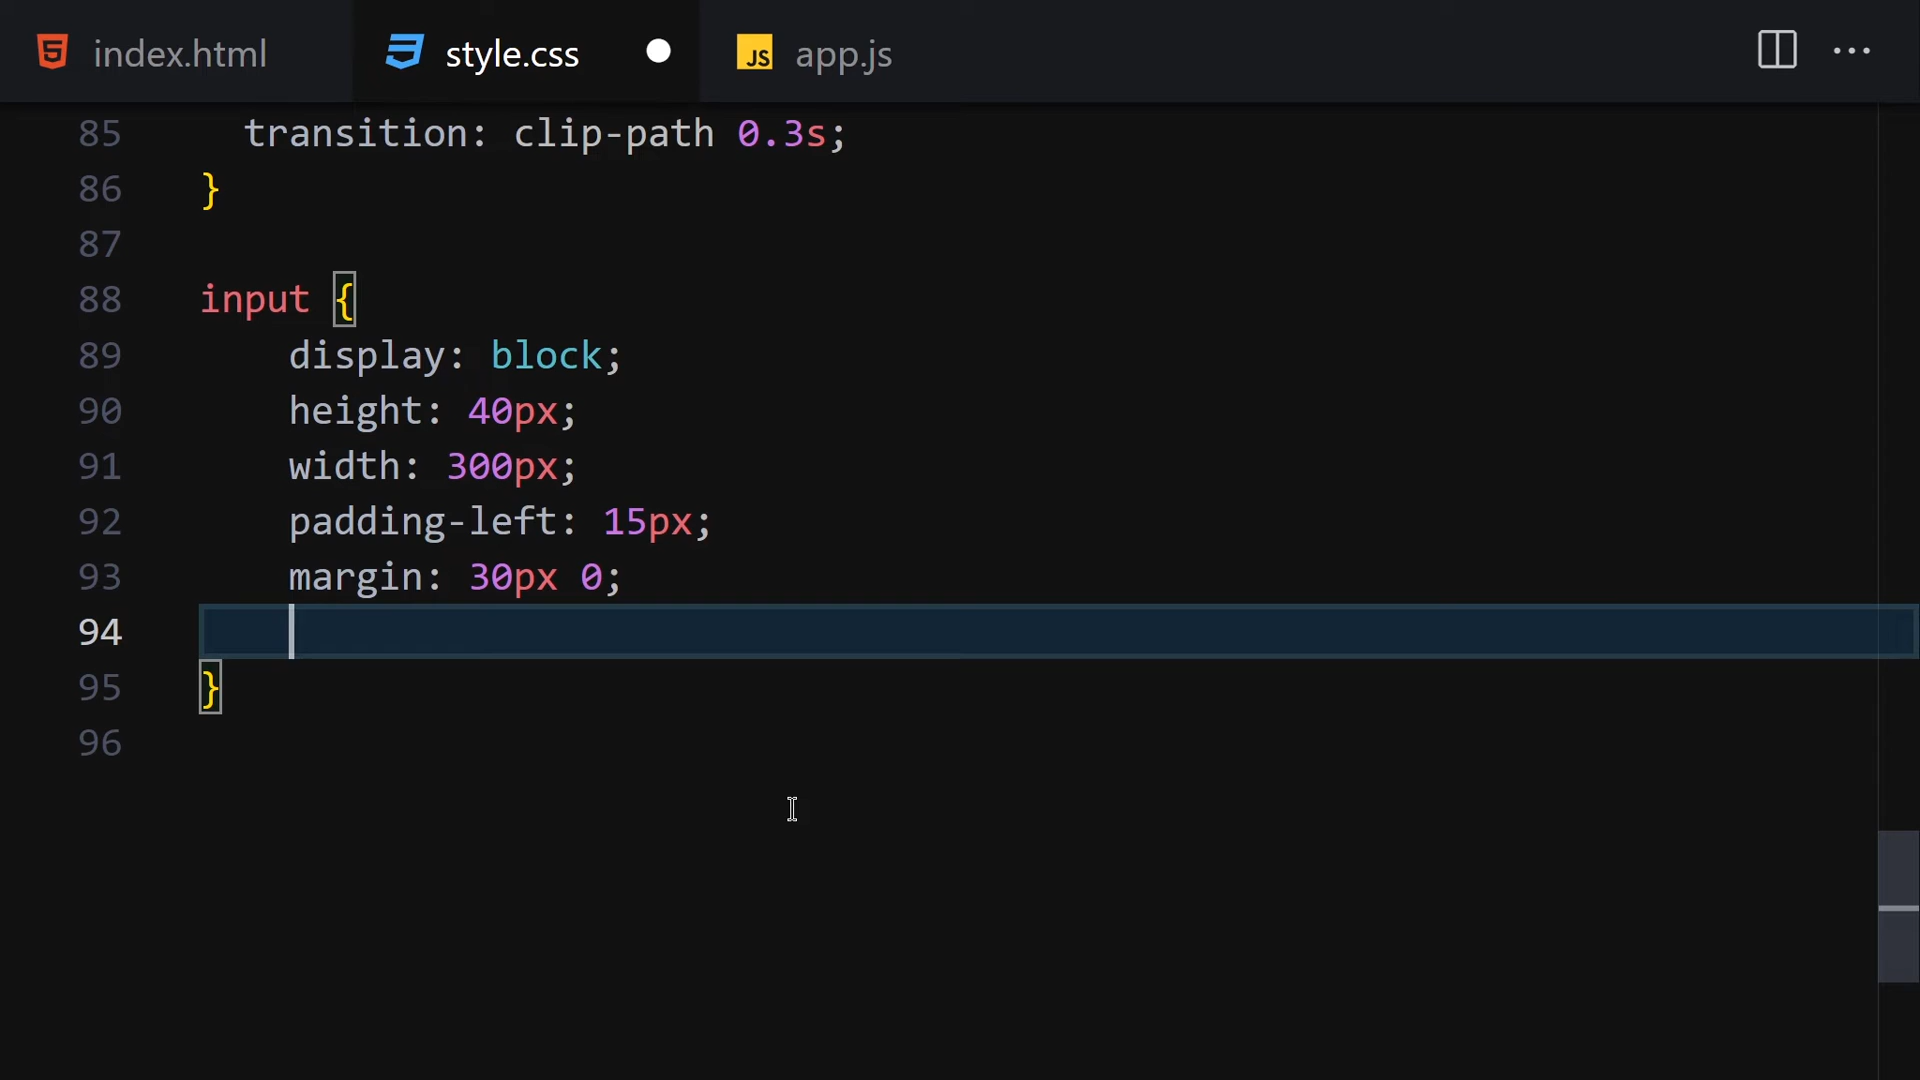 index.html style.css app.js
85 transition: clip-path 0.3s;
86 }
87
88 input {
89 display: block;
90 height: 40px;
91 width: 300px;
92 padding-left: 15px;
93 margin: 30px 0;
94
95 }
96